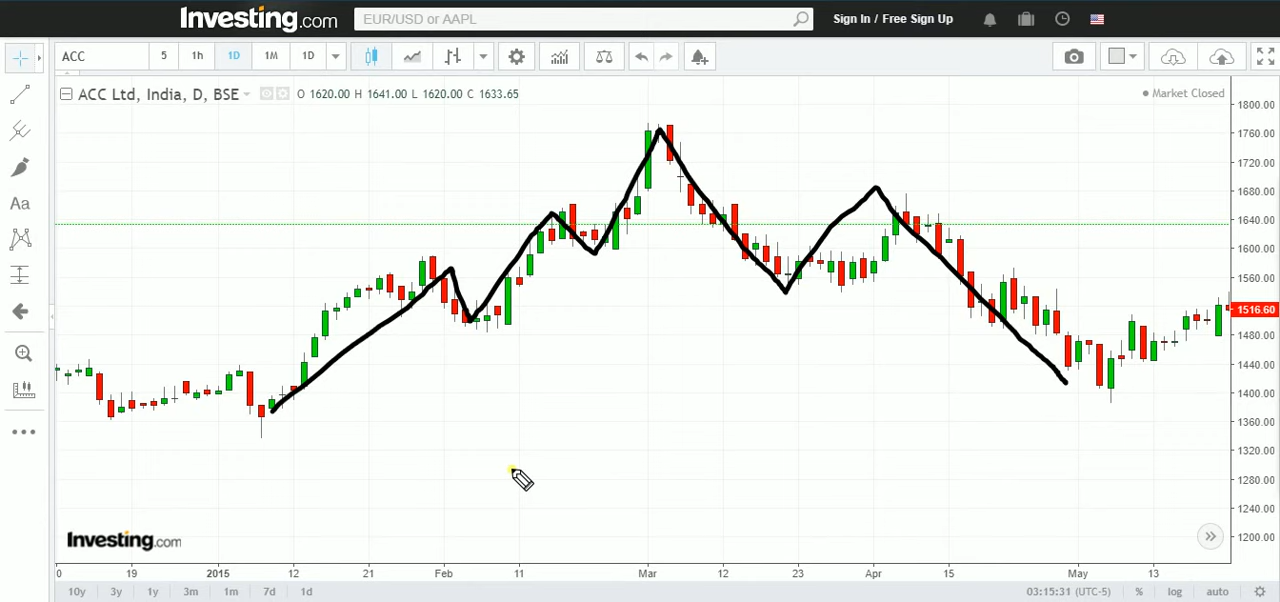 Investing.com EUR/USD or AAPL Sign In / Free Sign Up
ACC 5 1h 1D 1M 1D
ACC Ltd, India, D, BSE O 1620.00 H 1641.00 L 1620.00 C 1633.65
Market Closed
Aa
1800.00
1760.00
1720.00
1680.00
1640.00
1600.00
1560.00
1516.60
1480.00
1440.00
1400.00
1360.00
1320.00
1280.00
1240.00
1200.00
Investing.com
0 19 2015 12 21 Feb 11 Mar 12 23 Apr 15 May 13
10y 3y 1y 3m 1m 7d 1d 03:15:31 (UTC-5) % log auto